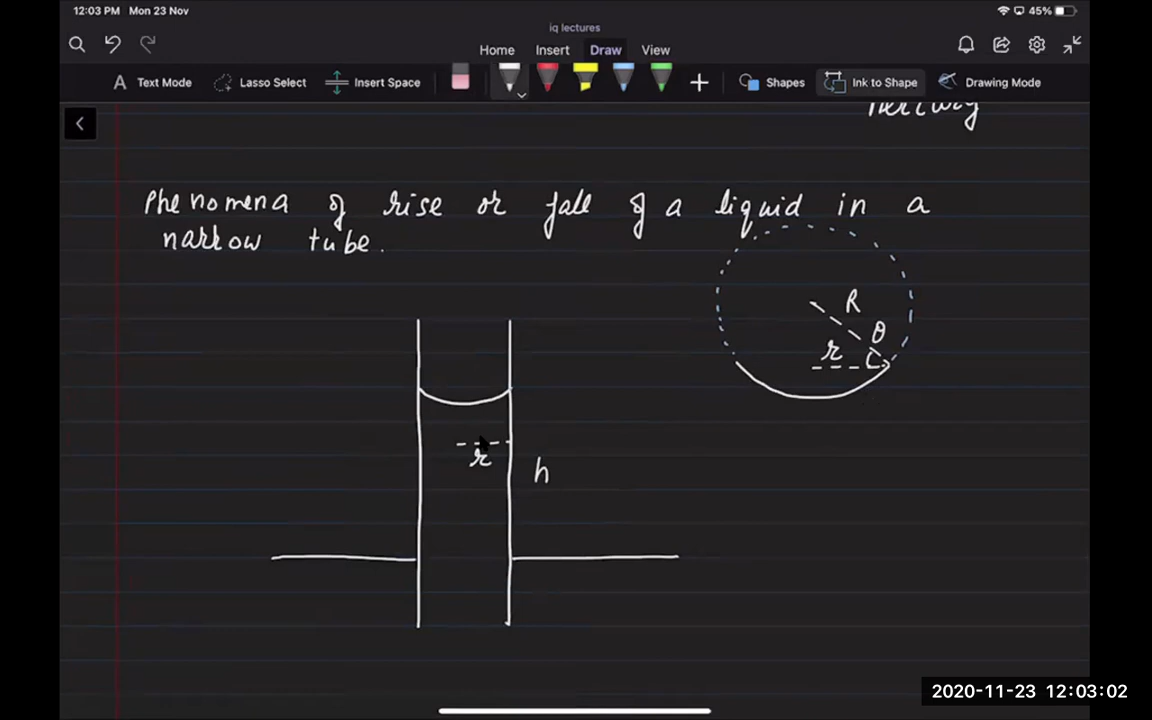 12:03 PM Mon 23 Nov
45%
iq lectures
Home Insert Draw View
Text Mode Lasso Select Insert Space Shapes Ink to Shape Drawing Mode
Mercury
Phenomena of rise or fall of a liquid in a
narrow tube.
R
θ
r
r
h
2020-11-23 12:03:02